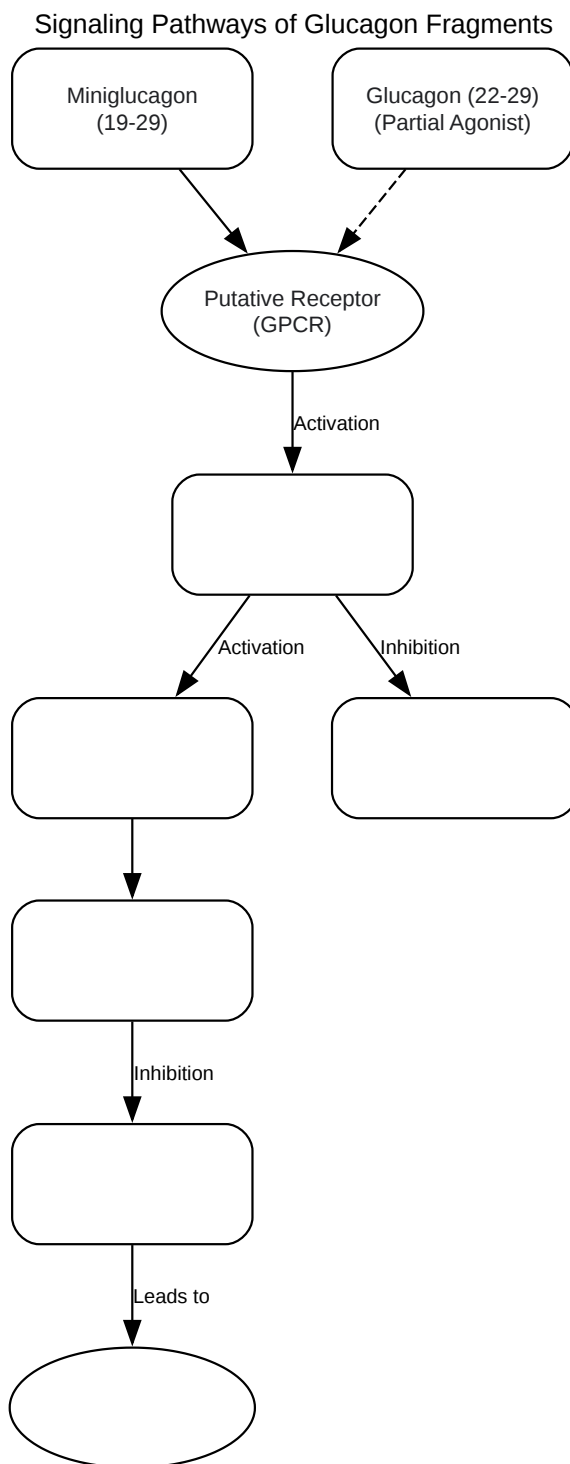 Signaling Pathways of Glucagon Fragments
Miniglucagon
(19-29)
Glucagon (22-29)
(Partial Agonist)
Putative Receptor
(GPCR)
Activation
Activation
Inhibition
Inhibition
Leads to